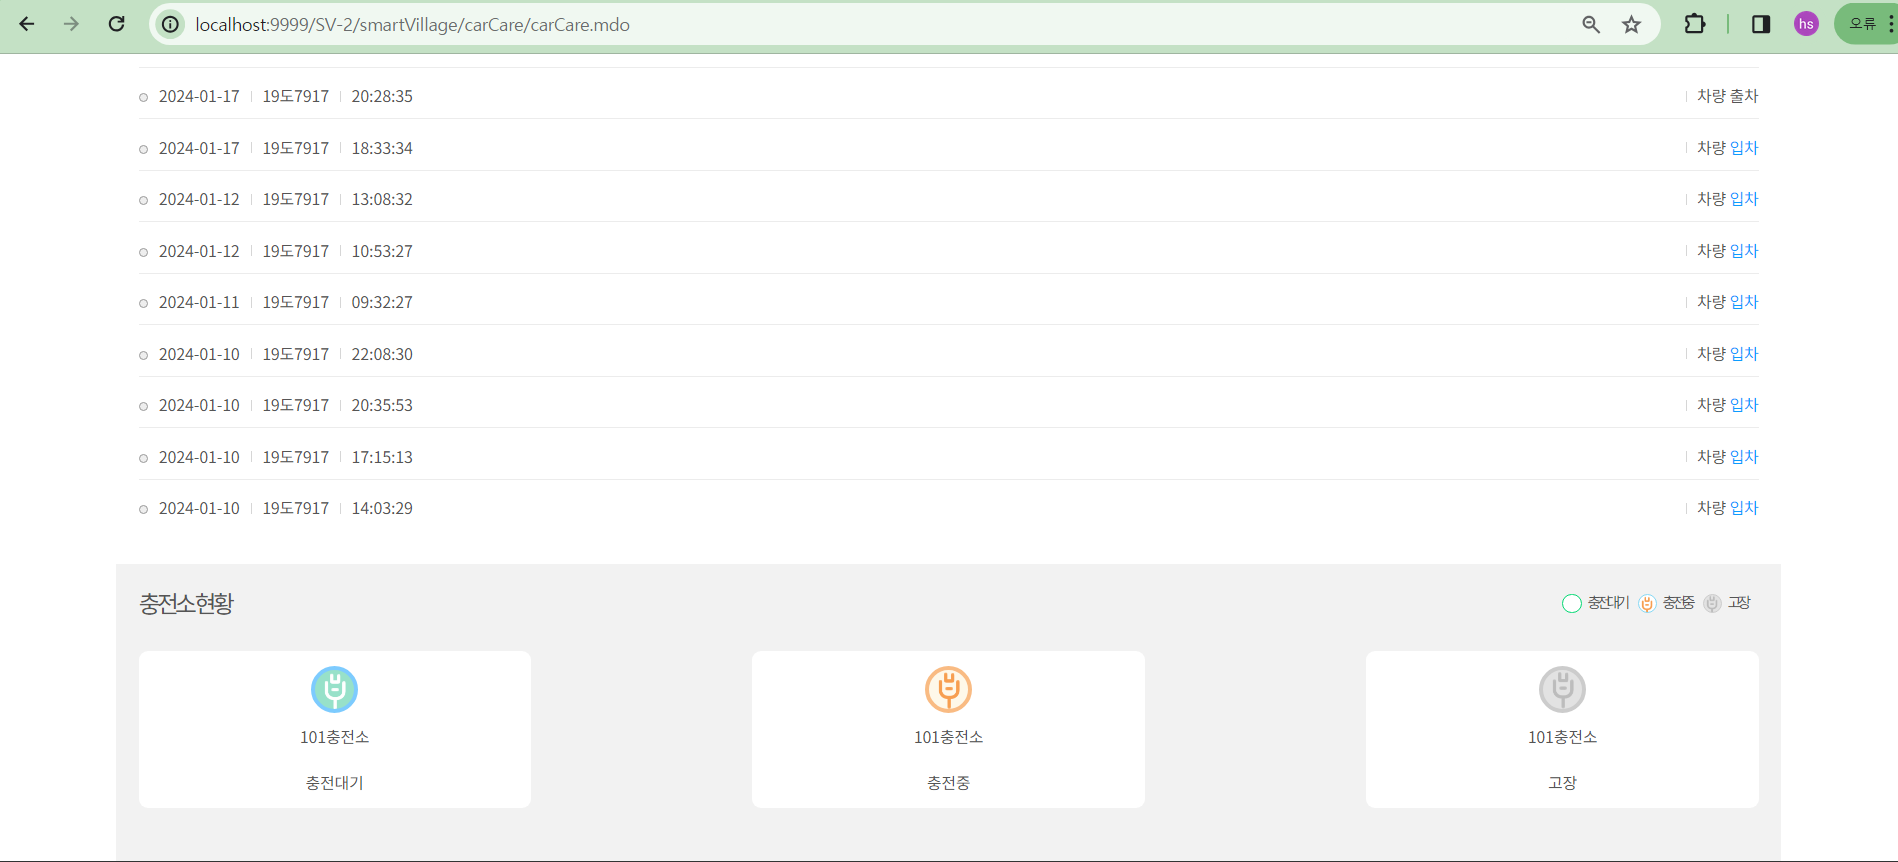 localhost:9999/SV-2/smartVillage/carCare/carCare.mdo hs 오류
2024-01-17 19도7917 20:28:35 차량 출차
2024-01-17 19도7917 18:33:34 차량 입차
2024-01-12 19도7917 13:08:32 차량 입차
2024-01-12 19도7917 10:53:27 차량 입차
2024-01-11 19도7917 09:32:27 차량 입차
2024-01-10 19도7917 22:08:30 차량 입차
2024-01-10 19도7917 20:35:53 차량 입차
2024-01-10 19도7917 17:15:13 차량 입차
2024-01-10 19도7917 14:03:29 차량 입차
충전소현황 충전대기 충전중 고장
101충전소 101충전소 101충전소
충전대기 충전중 고장